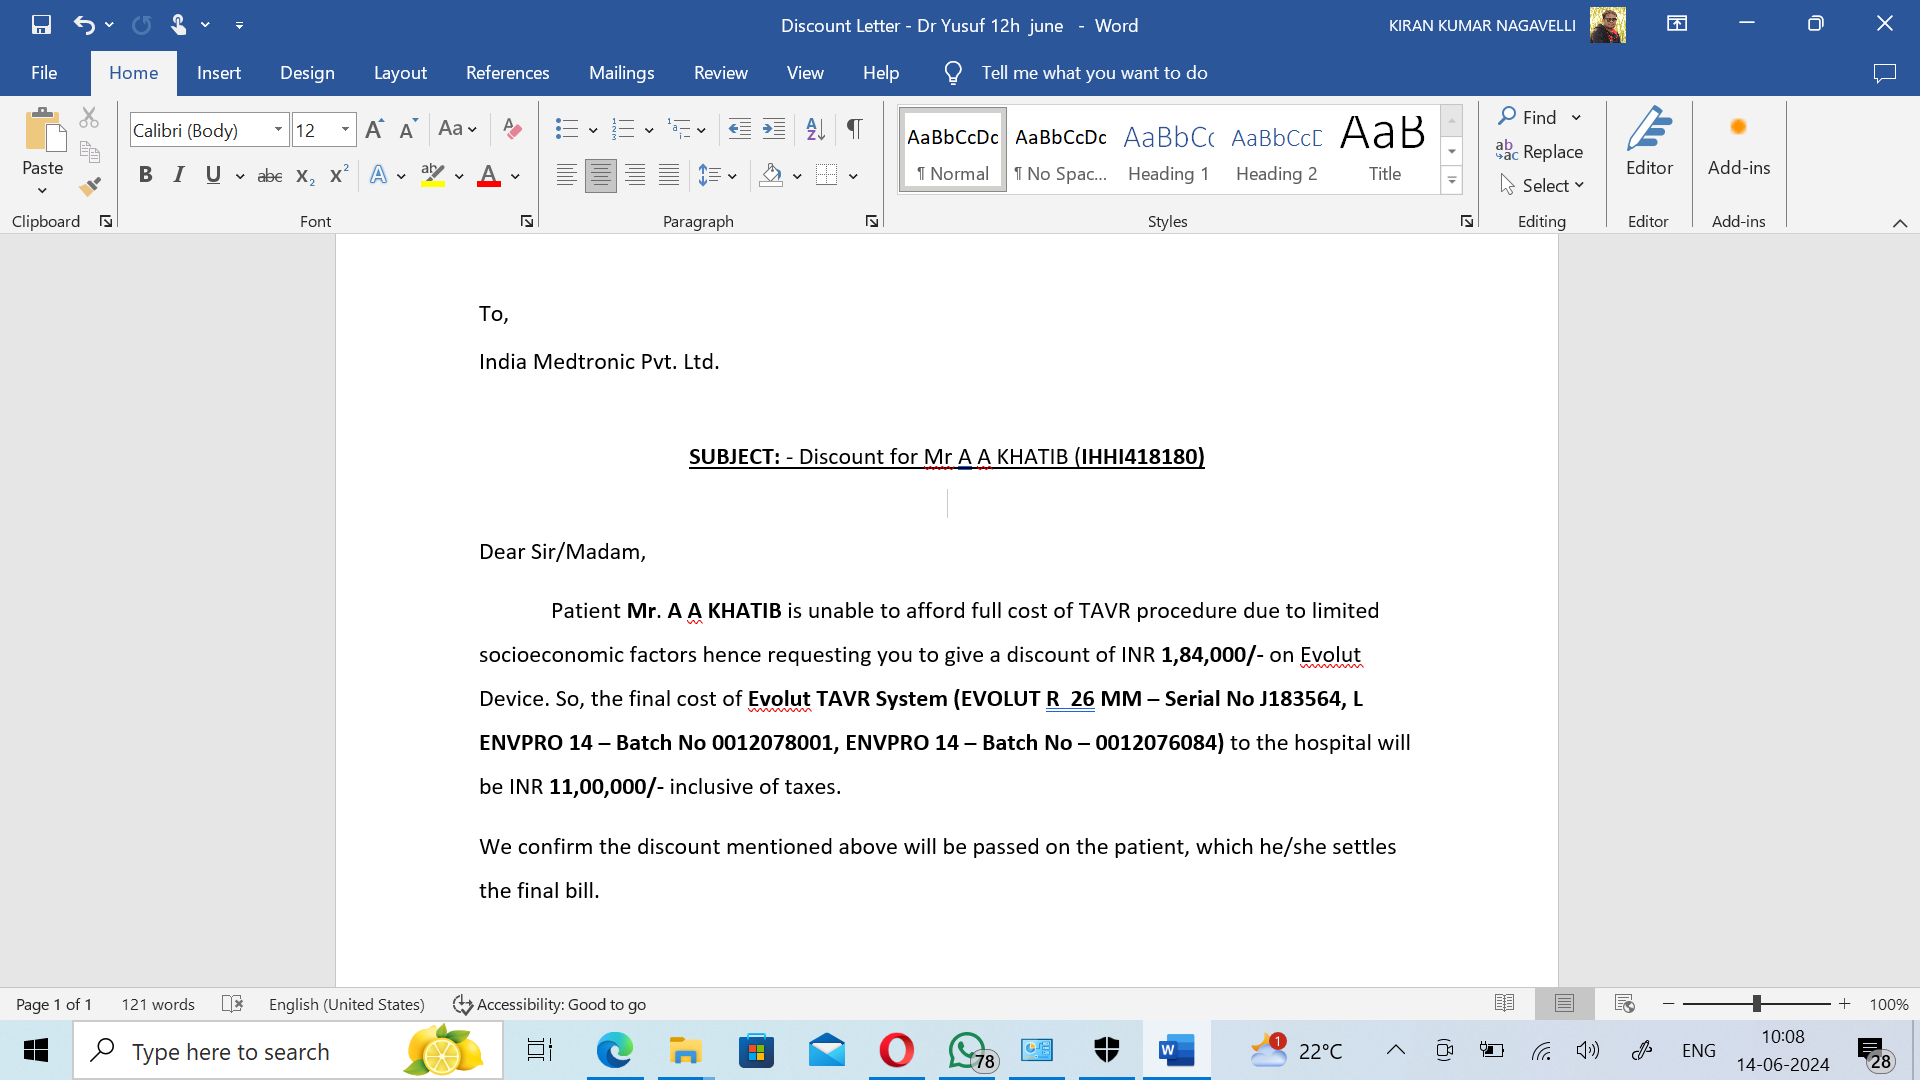 Discount Letter - Dr Yusuf 12h june - Word
KIRAN KUMAR NAGAVELLI
File Home Insert Design Layout References Mailings Review View Help Tell me what you want to do
Paste
Clipboard
Calibri (Body) 12 Aa
B I U abc X₂ X² A ab A
Font
Paragraph
AaBbCcDc AaBbCcDc AaBbC AaBbCcD AaB
¶ Normal ¶ No Spac... Heading 1 Heading 2 Title
Styles
Find
Replace
Select
Editing
Editor
Editor
Add-ins
Add-ins
To,
India Medtronic Pvt. Ltd.
SUBJECT: - Discount for Mr A A KHATIB (IHHI418180)
Dear Sir/Madam,
Patient Mr. A A KHATIB is unable to afford full cost of TAVR procedure due to limited
socioeconomic factors hence requesting you to give a discount of INR 1,84,000/- on Evolut
Device. So, the final cost of Evolut TAVR System (EVOLUT R 26 MM – Serial No J183564, L
ENVPRO 14 – Batch No 0012078001, ENVPRO 14 – Batch No – 0012076084) to the hospital will
be INR 11,00,000/- inclusive of taxes.
We confirm the discount mentioned above will be passed on the patient, which he/she settles
the final bill.
Page 1 of 1 121 words English (United States) Accessibility: Good to go 100%
Type here to search
78
1
22°C
ENG
10:08
14-06-2024
28